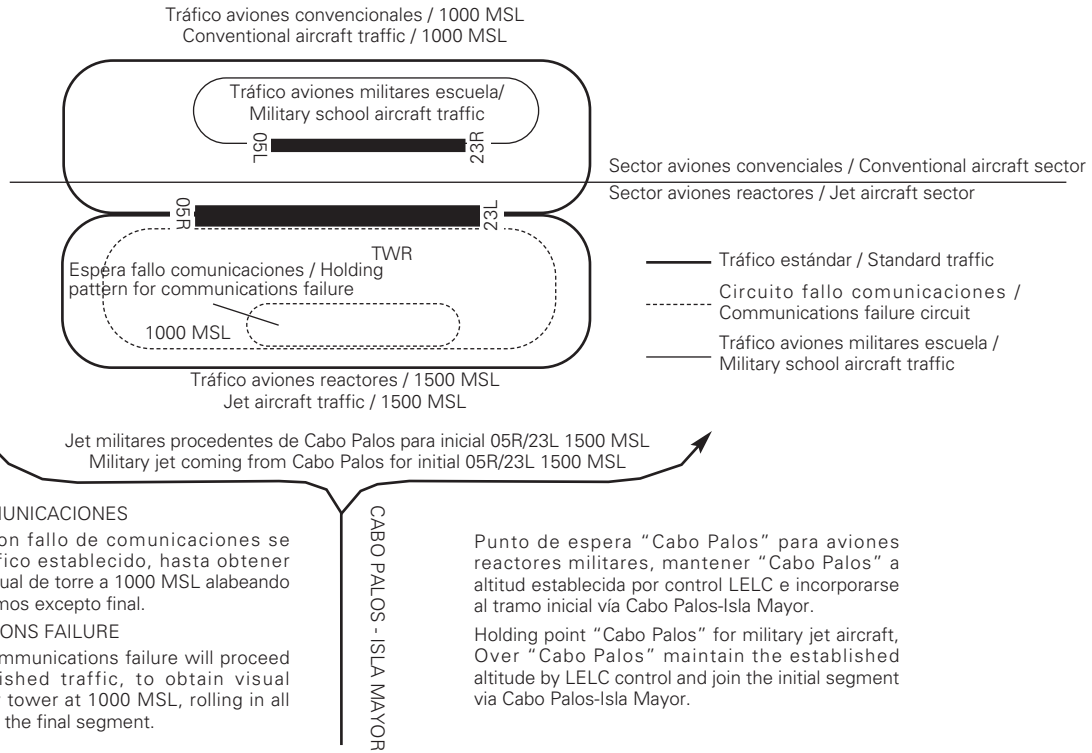 Tráfico aviones convencionales / 1000 MSL
Conventional aircraft traffic / 1000 MSL
Tráfico aviones militares escuela/
Military school aircraft traffic
05L
23R
Sector aviones convenciales / Conventional aircraft sector
Sector aviones reactores / Jet aircraft sector
05R
23L
TWR
Espera fallo comunicaciones / Holding
pattern for communications failure
1000 MSL
Tráfico estándar / Standard traffic
Circuito fallo comunicaciones /
Communications failure circuit
Tráfico aviones militares escuela /
Military school aircraft traffic
Tráfico aviones reactores / 1500 MSL
Jet aircraft traffic / 1500 MSL
Jet militares procedentes de Cabo Palos para inicial 05R/23L 1500 MSL
Military jet coming from Cabo Palos for initial 05R/23L 1500 MSL
MUNICACIONES
on fallo de comunicaciones se
fico establecido, hasta obtener
ual de torre a 1000 MSL alabeando
mos excepto final.
ONS FAILURE
mmunications failure will proceed
ished traffic, to obtain visual
tower at 1000 MSL, rolling in all
the final segment.
CABO PALOS - ISLA MAYOR
Punto de espera “Cabo Palos” para aviones
reactores militares, mantener “Cabo Palos” a
altitud establecida por control LELC e incorporarse
al tramo inicial vía Cabo Palos-Isla Mayor.
Holding point “Cabo Palos” for military jet aircraft,
Over “Cabo Palos” maintain the established
altitude by LELC control and join the initial segment
via Cabo Palos-Isla Mayor.